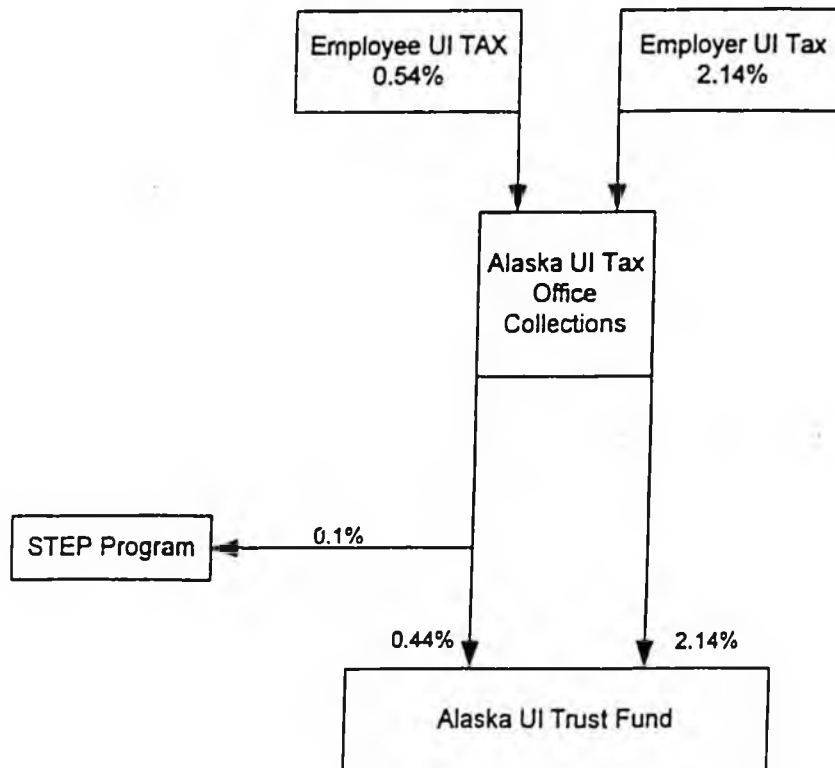 Employee UI TAX
0.54%
Employer UI Tax
2.14%
Alaska UI Tax
Office
Collections
STEP Program
0.1%
0.44%
2.14%
Alaska UI Trust Fund